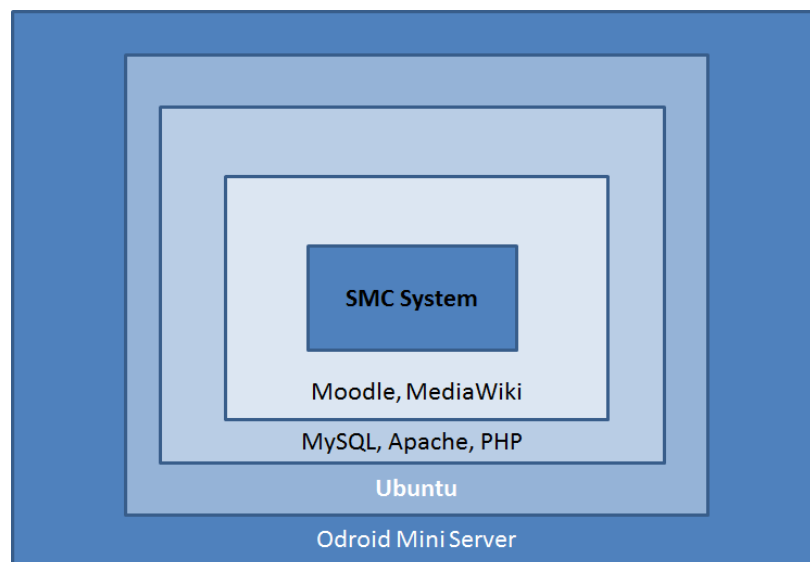 SMC System
Moodle, MediaWiki
MySQL, Apache, PHP
Ubuntu
Odroid Mini Server